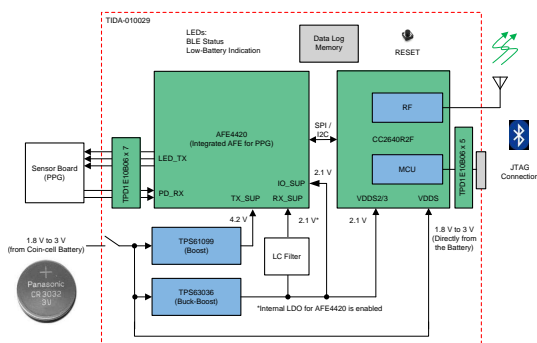 TIDA-010029
LEDs:
BLE Status
Low-Battery Indication
Data Log
Memory
RESET
AFE4420
(Integrated AFE for PPG)
SPI /
I2C
RF
CC2640R2F
MCU
TPD1E10B06 x 7
TPD1E10B06 x 5
JTAG
Connection
Sensor Board
(PPG)
LED_TX
PD_RX
IO_SUP
TX_SUP
RX_SUP
2.1 V
VDDS2/3
VDDS
4.2 V
2.1 V*
2.1 V
1.8 V to 3 V
(from Coin-cell Battery)
1.8 V to 3 V
(Directly from
the Battery)
TPS61099
(Boost)
LC Filter
TPS63036
(Buck-Boost)
*Internal LDO for AFE4420 is enabled
+
Panasonic
CR 3032
3V